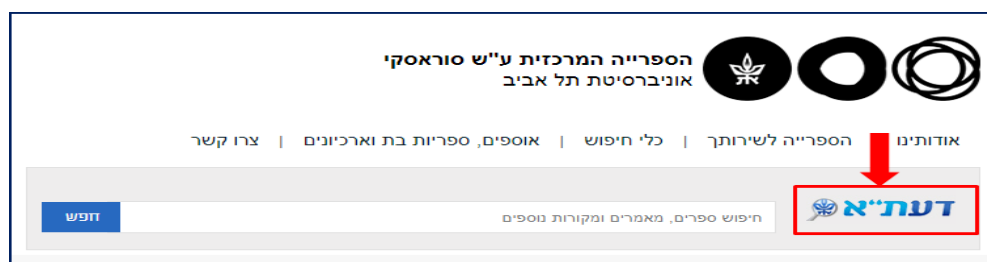 הספרייה המרכזית ע"ש סוראסקי
אוניברסיטת תל אביב
אודותינו | הספרייה לשירותך | כלי חיפוש | אוספים, ספריות בת וארכיונים | צרו קשר
דעת"א חיפוש ספרים, מאמרים ומקורות נוספים חפש